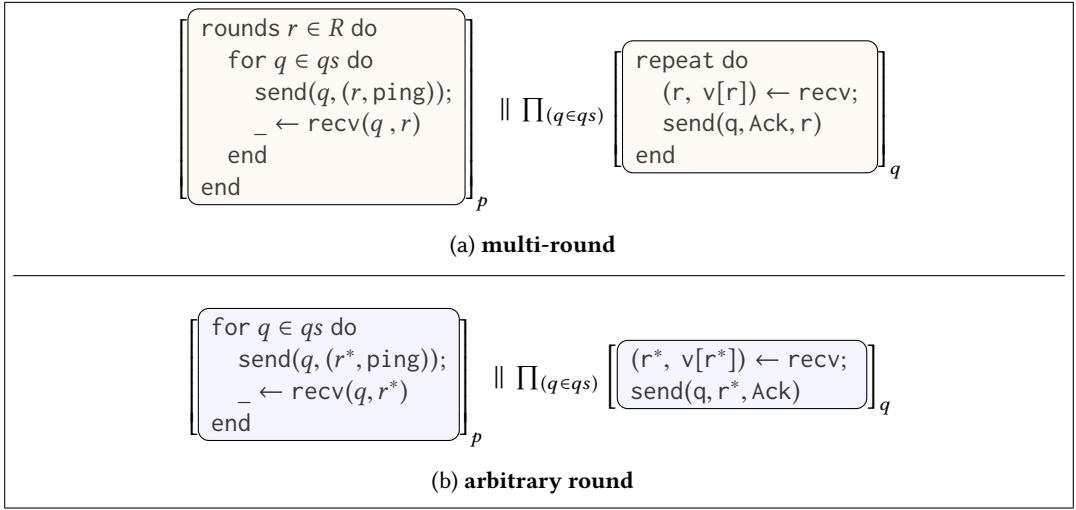 rounds r ∈ R do
for q ∈ qs do
send(q, (r, ping));
_ ← recv(q , r)
end
end
p
∥ ∏(q∈qs)
repeat do
(r, v[r]) ← recv;
send(q, Ack, r)
end
q
(a) multi-round
for q ∈ qs do
send(q, (r*, ping));
_ ← recv(q, r*)
end
p
∥ ∏(q∈qs)
(r*, v[r*]) ← recv;
send(q, r*, Ack)
q
(b) arbitrary round